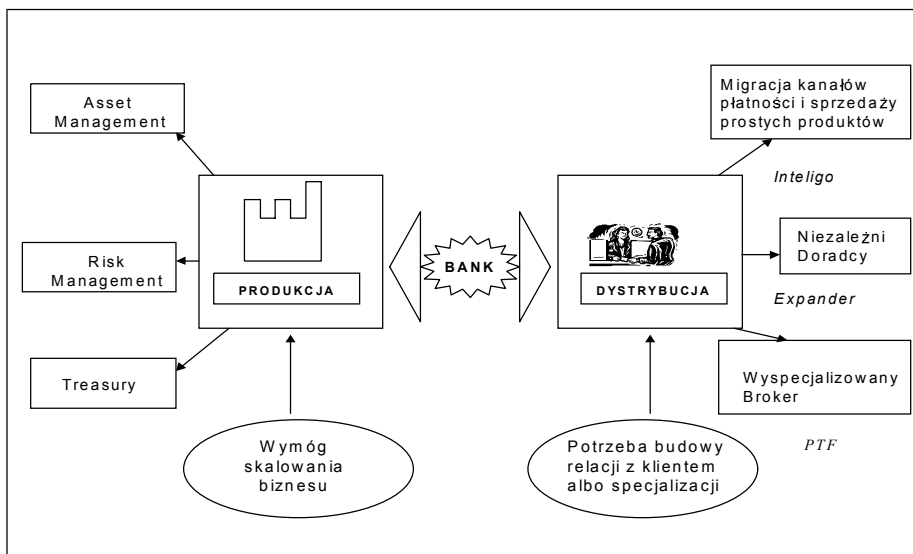 Asset
Management
Risk
Management
Treasury
PRODUKCJA
Wymóg
skalowania
biznesu
BANK
DYSTRYBUCJA
Potrzeba budowy
relacji z klientem
albo specjalizacji
Migracja kanałów
płatności i sprzedaży
prostych produktów
Inteligo
Niezależni
Doradcy
Expander
Wyspecjalizowany
Broker
PTF